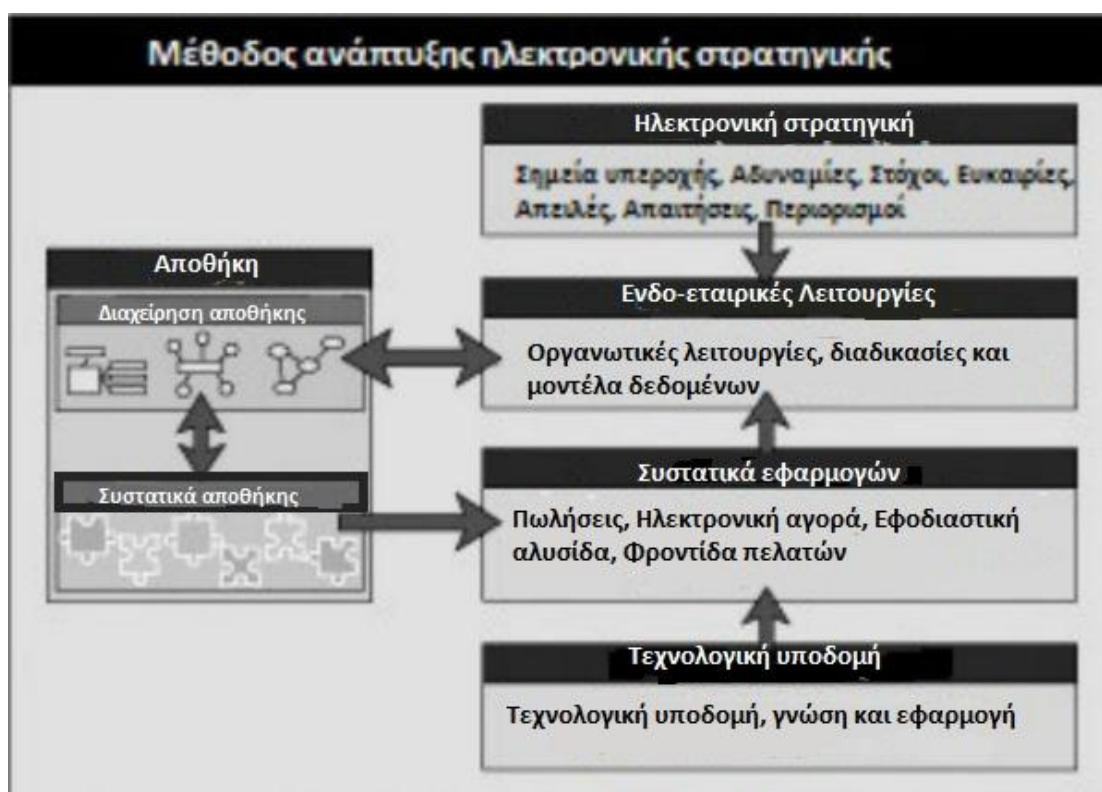 Μέθοδος ανάπτυξης ηλεκτρονικής στρατηγικής
Ηλεκτρονική στρατηγική
Σημεία υπεροχής, Αδυναμίες, Στόχοι, Ευκαιρίες,
Απειλές, Απαιτήσεις, Περιορισμοί
Αποθήκη
Διαχείρηση αποθήκης
Συστατικά αποθήκης
Ενδο-εταιρικές Λειτουργίες
Οργανωτικές λειτουργίες, διαδικασίες και
μοντέλα δεδομένων
Συστατικά εφαρμογών
Πωλήσεις, Ηλεκτρονική αγορά, Εφοδιαστική
αλυσίδα, Φροντίδα πελατών
Τεχνολογική υποδομή
Τεχνολογική υποδομή, γνώση και εφαρμογή